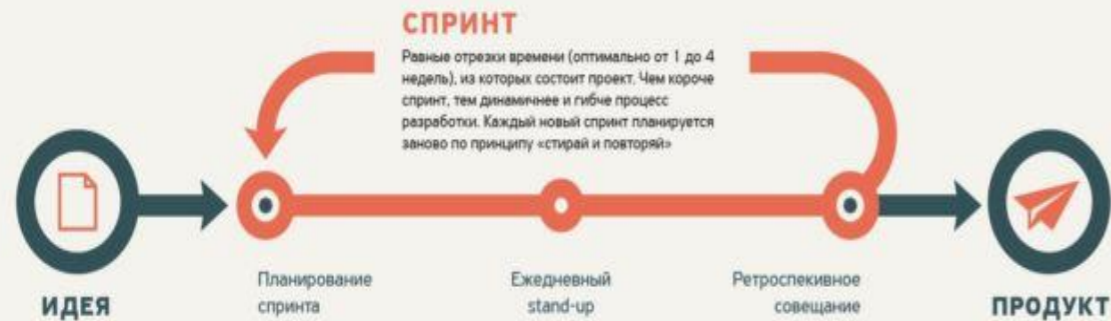 СПРИНТ
Равные отрезки времени (оптимально от 1 до 4
недель), из которых состоит проект. Чем короче
спринт, тем динамичнее и гибче процесс
разработки. Каждый новый спринт планируется
заново по принципу «стирай и повторяй»
ИДЕЯ
Планирование
спринта
Ежедневный
stand-up
Ретроспекивное
совещание
ПРОДУКТ